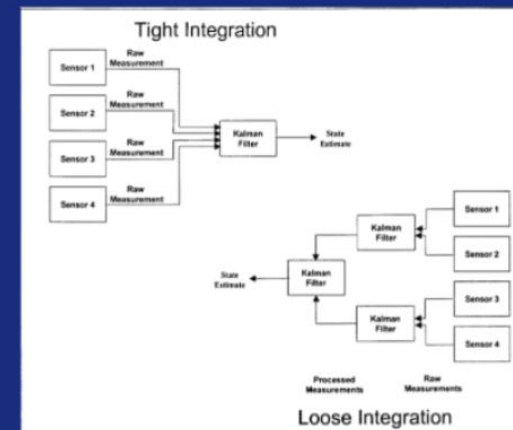 Tight Integration
Raw
Measurement
Sensor 1
Raw
Measurement
Sensor 2
Kalman
Filter
State
Estimate
Raw
Measurement
Sensor 3
Raw
Measurement
Sensor 4
Sensor 1
Kalman
Filter
Sensor 2
State
Estimate
Kalman
Filter
Sensor 3
Kalman
Filter
Sensor 4
Processed
Measurements
Raw
Measurements
Loose Integration